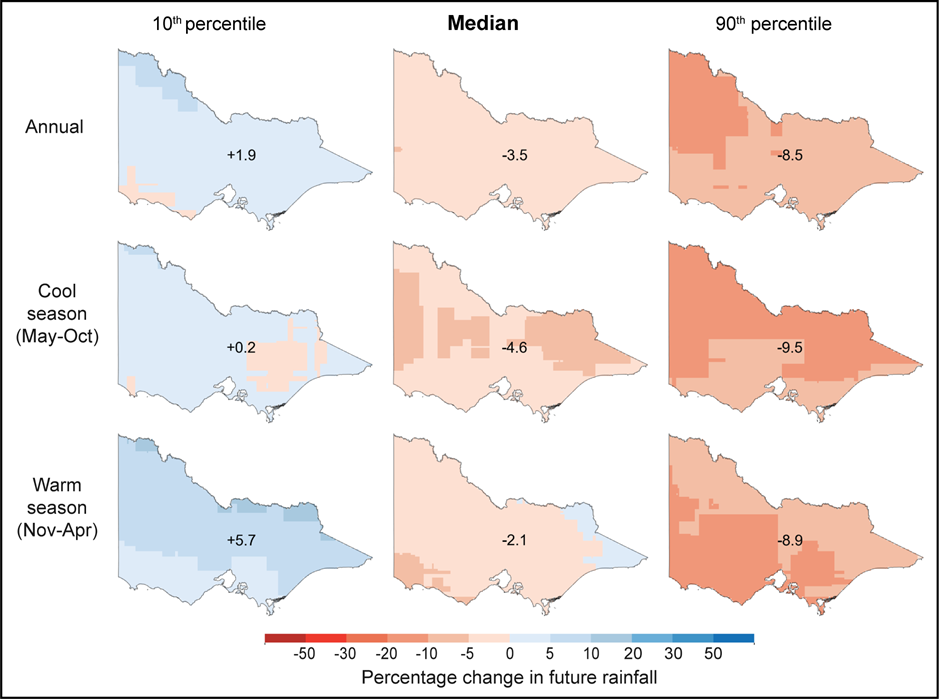 10th percentile Median 90th percentile
Annual
+1.9 -3.5 -8.5
Cool
season
(May-Oct)
+0.2 -4.6 -9.5
Warm
season
(Nov-Apr)
+5.7 -2.1 -8.9
-50 -30 -20 -10 -5 0 5 10 20 30 50
Percentage change in future rainfall